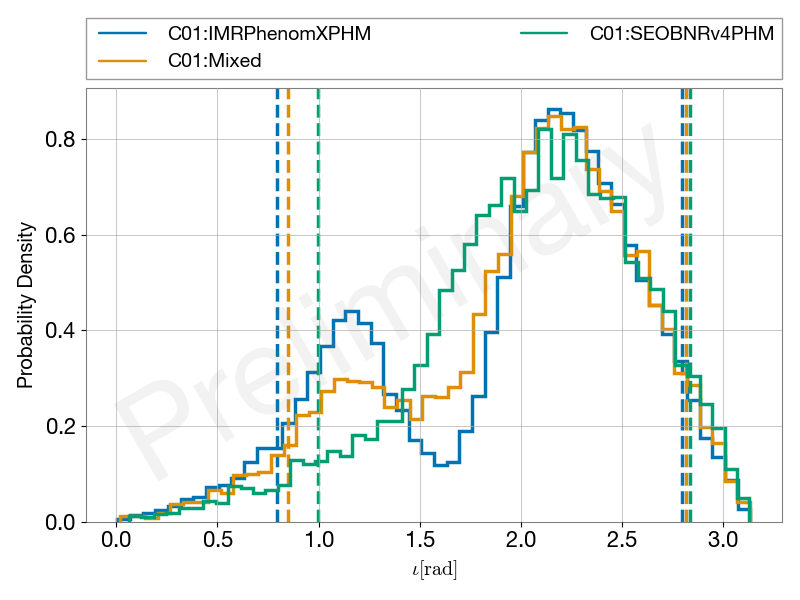 C01:IMRPhenomXPHM
C01:Mixed
C01:SEOBNRv4PHM
Preliminary
Probability Density
0.8
0.6
0.4
0.2
0.0
0.0 0.5 1.0 1.5 2.0 2.5 3.0
ι[rad]